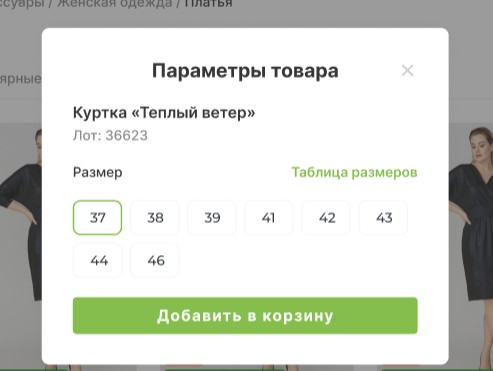 ссувры / Женская одежда / Платья
Параметры товара
ярные
Куртка «Теплый ветер»
Лот: 36623
Размер
Таблица размеров
37 38 39 41 42 43
44 46
Добавить в корзину